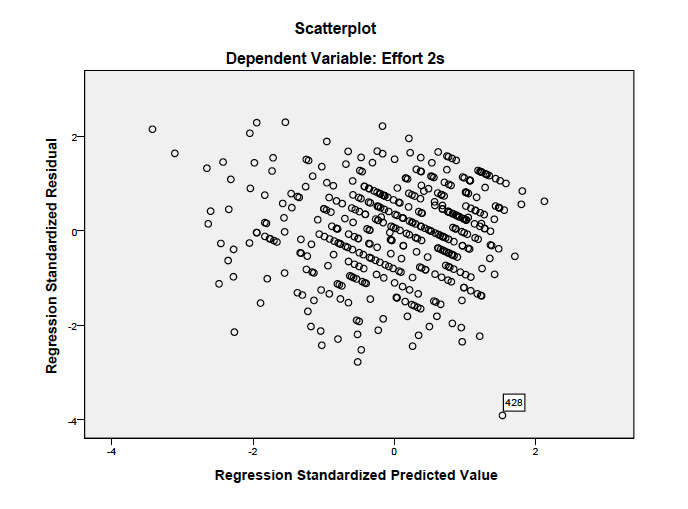 Scatterplot
Dependent Variable: Effort 2s
Regression Standardized Residual
2
0
-2
-4
428
-4
-2
0
2
Regression Standardized Predicted Value